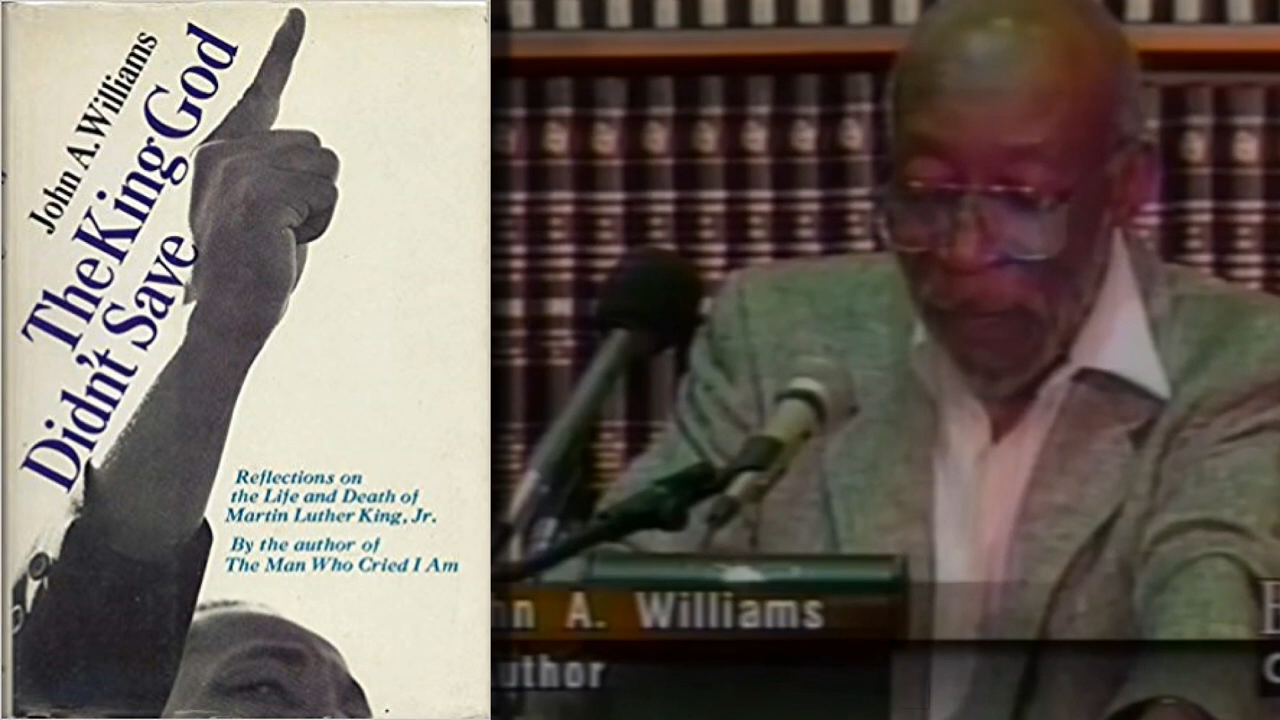 John A. Williams
The King God
Didn't Save
Reflections on
the Life and Death of
Martin Luther King, Jr.
By the author of
The Man Who Cried I Am
hn A. Williams
uthor